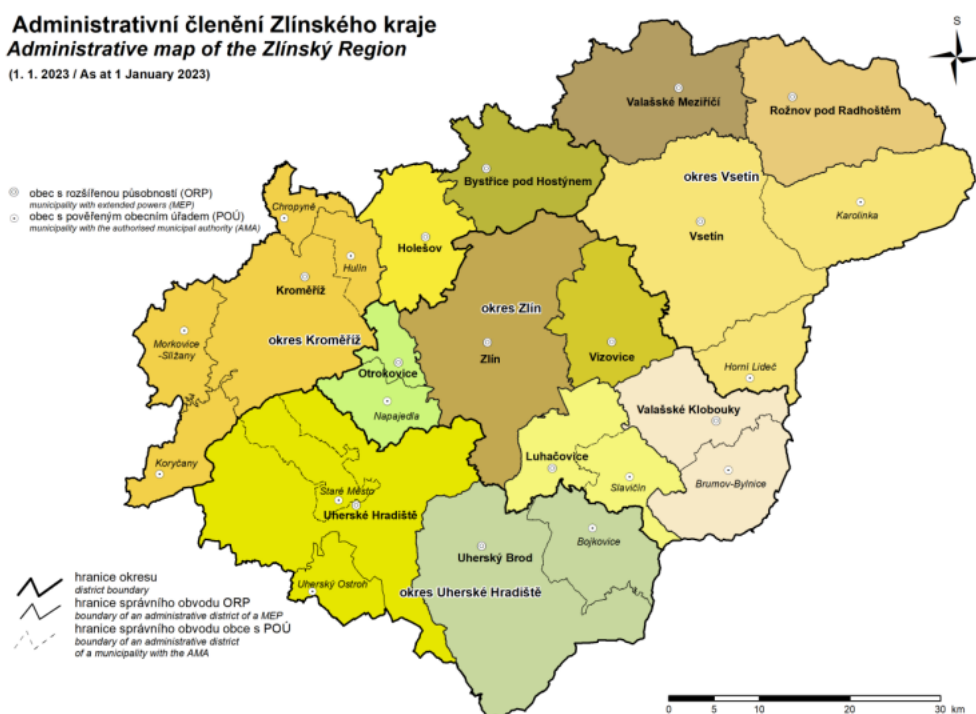 Administrativní členění Zlínského kraje
Administrative map of the Zlínský Region
(1. 1. 2023 / As at 1 January 2023)
S
Valašské Meziříčí
Rožnov pod Radhoštěm
Bystřice pod Hostýnem
okres Vsetín
obec s rozšířenou působností (ORP)
municipality with extended powers (MEP)
obec s pověřeným obecním úřadem (POÚ)
municipality with the authorised municipal authority (AMA)
Chropyně
Karolinka
Vsetín
Holešov
Hulín
Kroměříž
okres Zlín
okres Kroměříž
Morkovice
-Slížany
Zlín
Vizovice
Otrokovice
Horní Lideč
Napajedla
Valašské Klobouky
Koryčany
Luhačovice
Slavičín
Brumov-Bylnice
Staré Město
Uherské Hradiště
Bojkovice
Uherský Brod
Uherský Ostroh
okres Uherské Hradiště
hranice okresu
district boundary
hranice správního obvodu ORP
boundary of an administrative district of a MEP
hranice správního obvodu obce s POÚ
boundary of an administrative district
of a municipality with the AMA
0 5 10 20 30 km